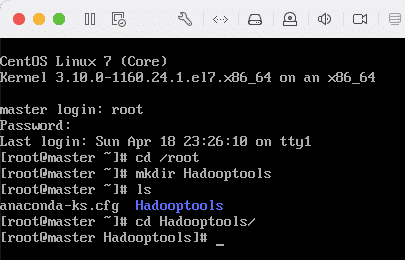 CentOS Linux 7 (Core)
Kernel 3.10.0-1160.24.1.el7.x86_64 on an x86_64
master login: root
Password:
Last login: Sun Apr 18 23:26:10 on tty1
[root@master ~]# cd /root
[root@master ~]# mkdir Hadooptools
[root@master ~]# ls
anaconda-ks.cfg  Hadooptools
[root@master ~]# cd Hadooptools/
[root@master Hadooptools]# _